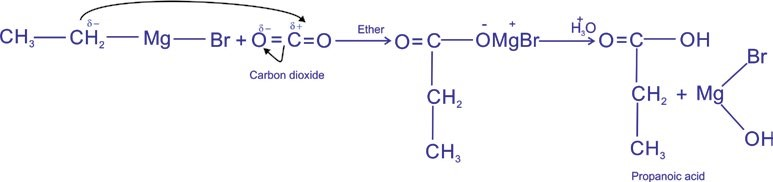 δ− δ− δ+
CH3 CH2 Mg Br + O=C=O Ether O=C OMgBr - + H3O + O=C OH
Carbon dioxide
Br
CH2 CH2 + Mg
OH
CH3 CH3
Propanoic acid